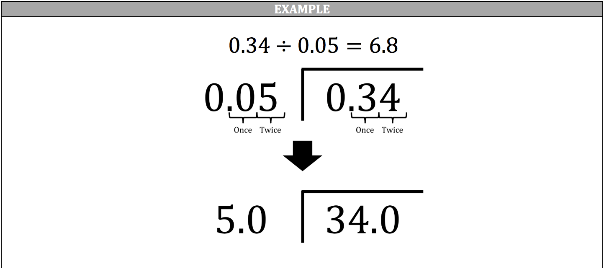 EXAMPLE
0.34 ÷ 0.05 = 6.8
0.05 0.34
Once Twice Once Twice
5.0 34.0